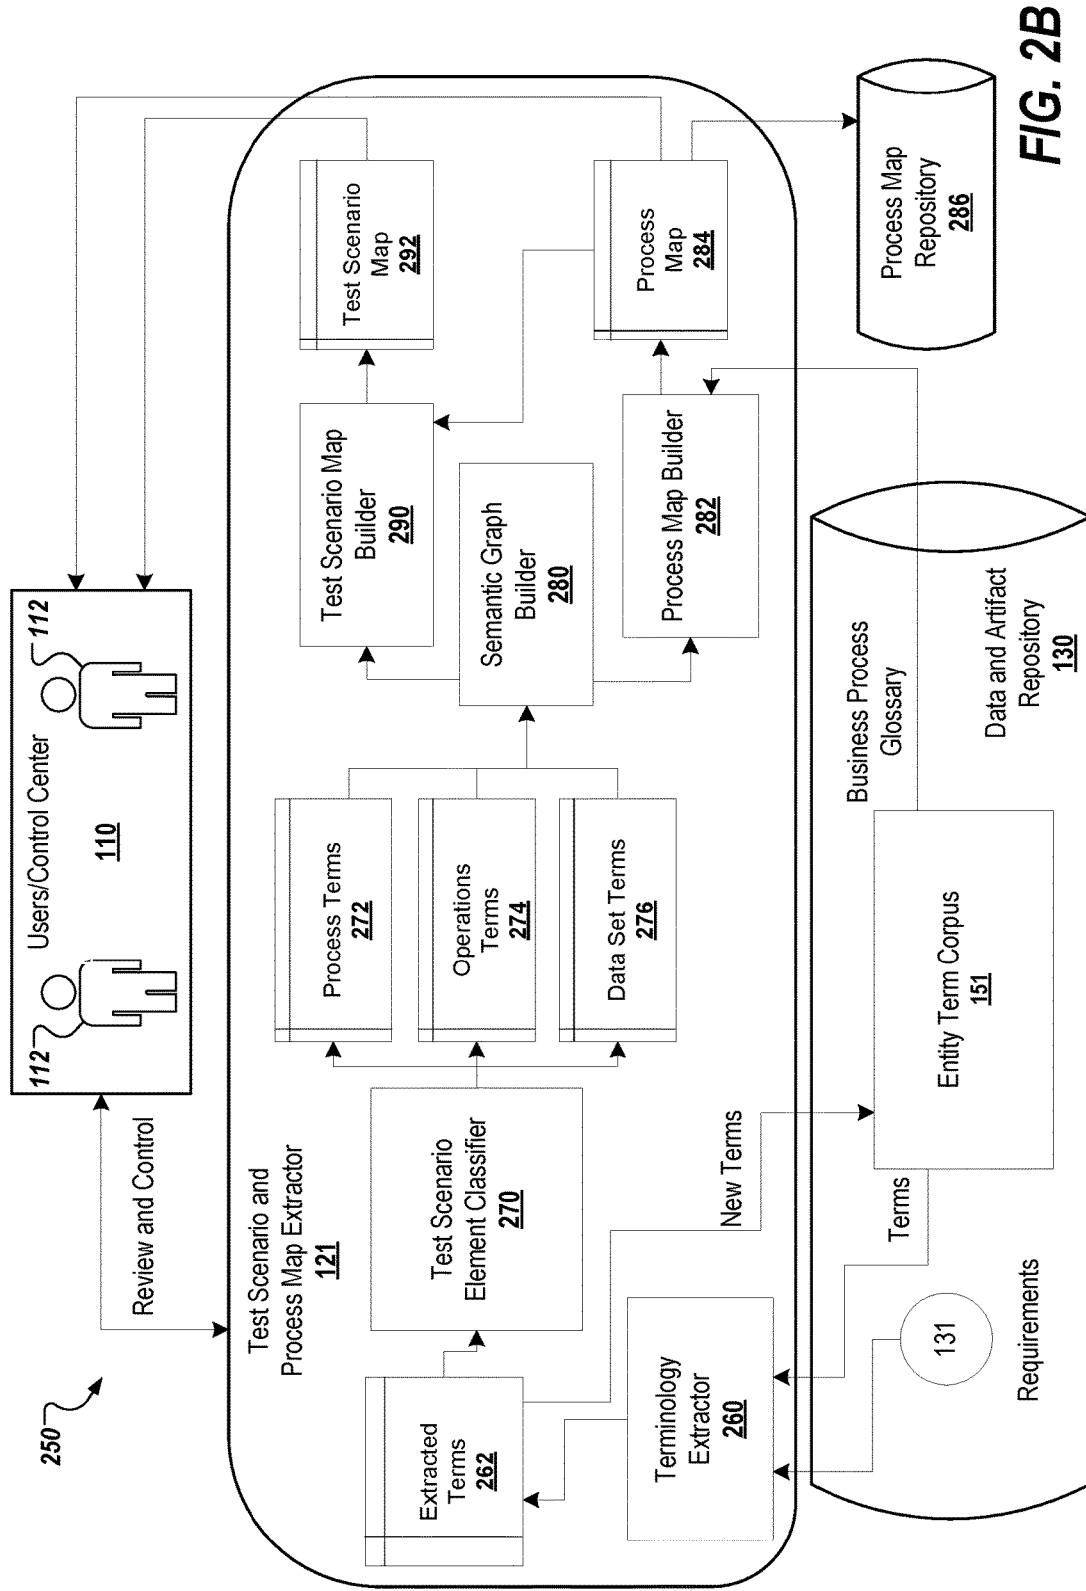 250
Users/Control Center
110
112
112
Review and Control
Test Scenario and
Process Map Extractor
121
Extracted
Terms
262
Test Scenario
Element Classifier
270
Process Terms
272
Operations
Terms
274
Data Set Terms
276
Semantic Graph
Builder
280
Test Scenario Map
Builder
290
Test Scenario
Map
292
Process Map Builder
282
Process
Map
284
Terminology
Extractor
260
New Terms
Terms
131
Requirements
Entity Term Corpus
151
Business Process
Glossary
Data and Artifact
Repository
130
Process Map
Repository
286
FIG. 2B